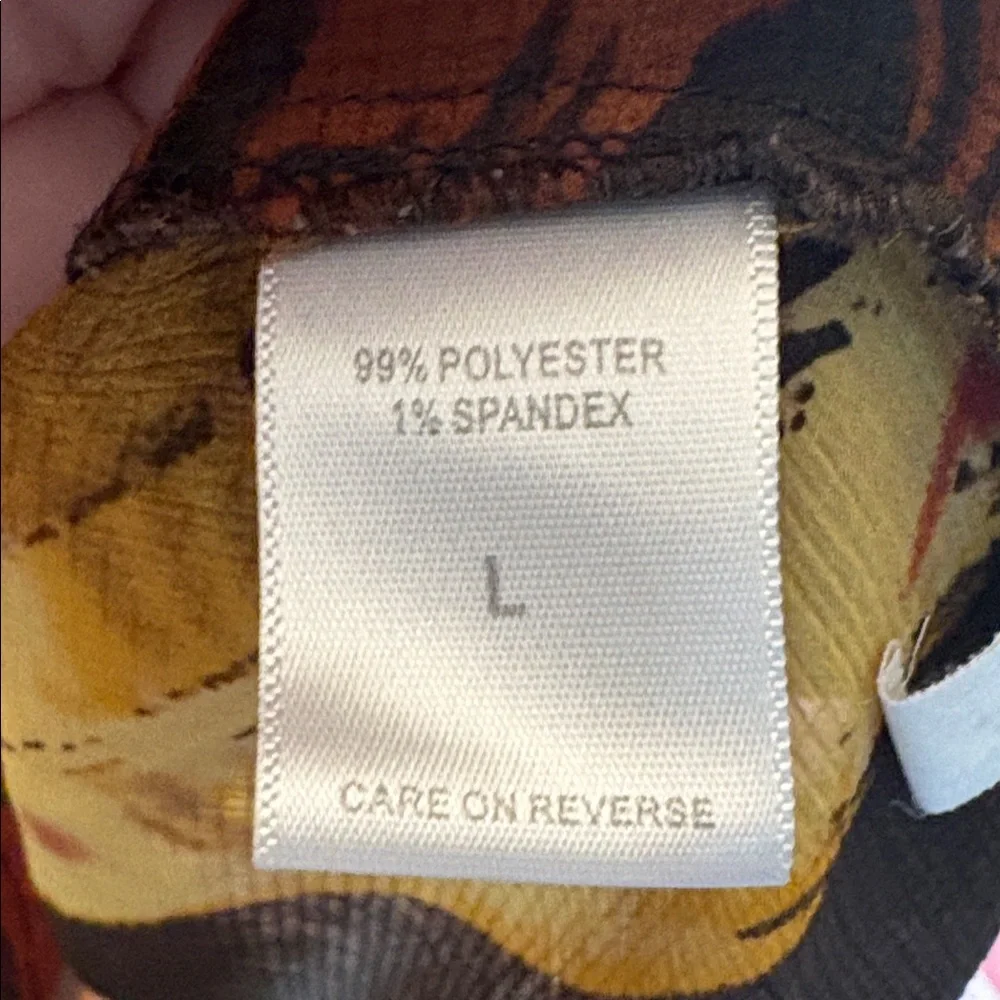 99% POLYESTER
1% SPANDEX
L
CARE ON REVERSE